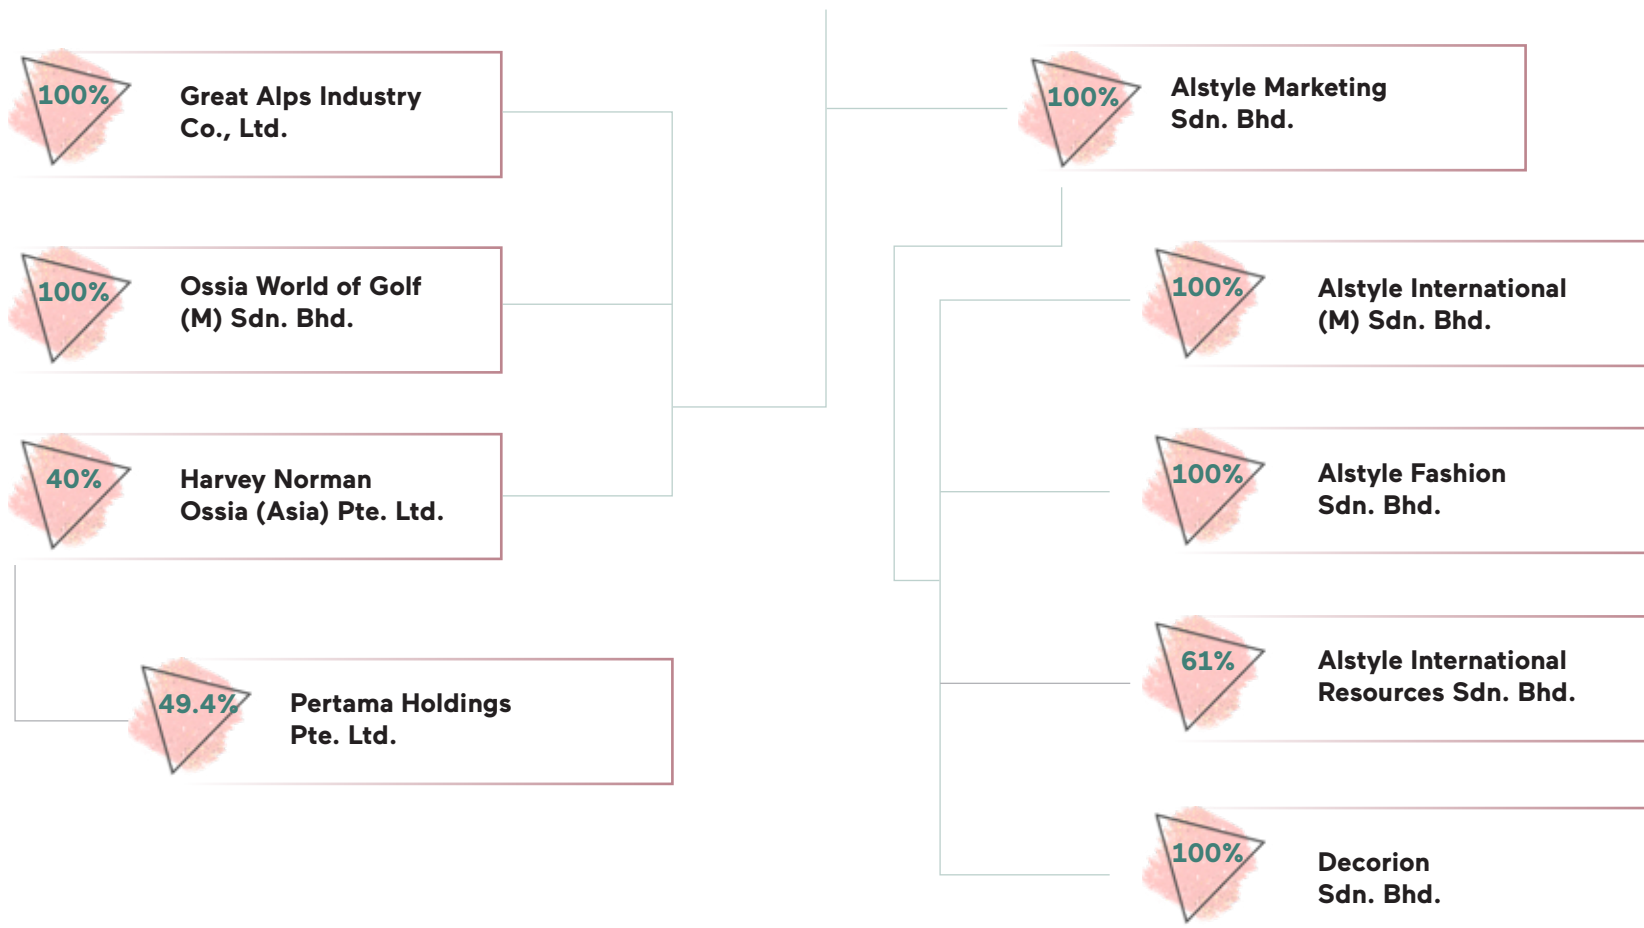 100%
Great Alps Industry
Co., Ltd.
100%
Ossia World of Golf
(M) Sdn. Bhd.
40%
Harvey Norman
Ossia (Asia) Pte. Ltd.
49.4%
Pertama Holdings
Pte. Ltd.
100%
Alstyle Marketing
Sdn. Bhd.
100%
Alstyle International
(M) Sdn. Bhd.
100%
Alstyle Fashion
Sdn. Bhd.
61%
Alstyle International
Resources Sdn. Bhd.
100%
Decorion
Sdn. Bhd.